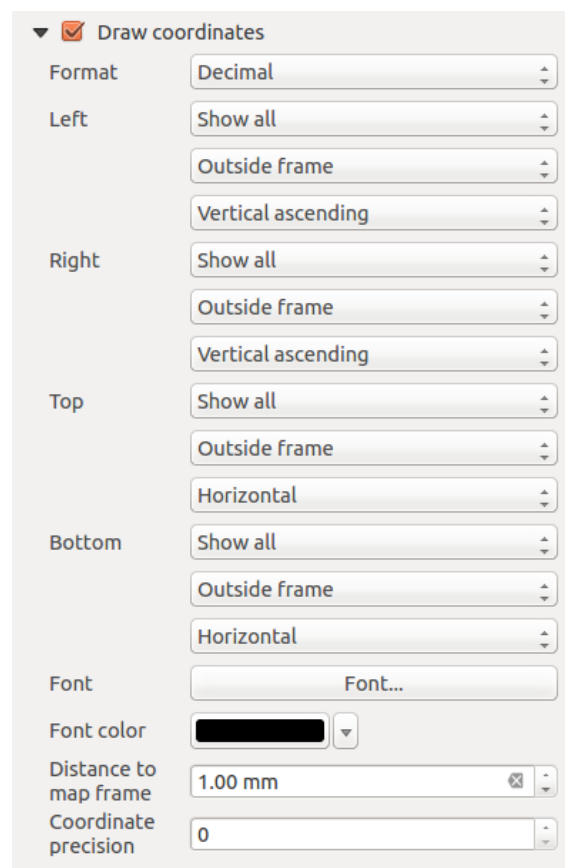 Draw coordinates
Format Decimal
Left Show all
Outside frame
Vertical ascending
Right Show all
Outside frame
Vertical ascending
Top Show all
Outside frame
Horizontal
Bottom Show all
Outside frame
Horizontal
Font Font...
Font color
Distance to
map frame 1.00 mm
Coordinate
precision 0